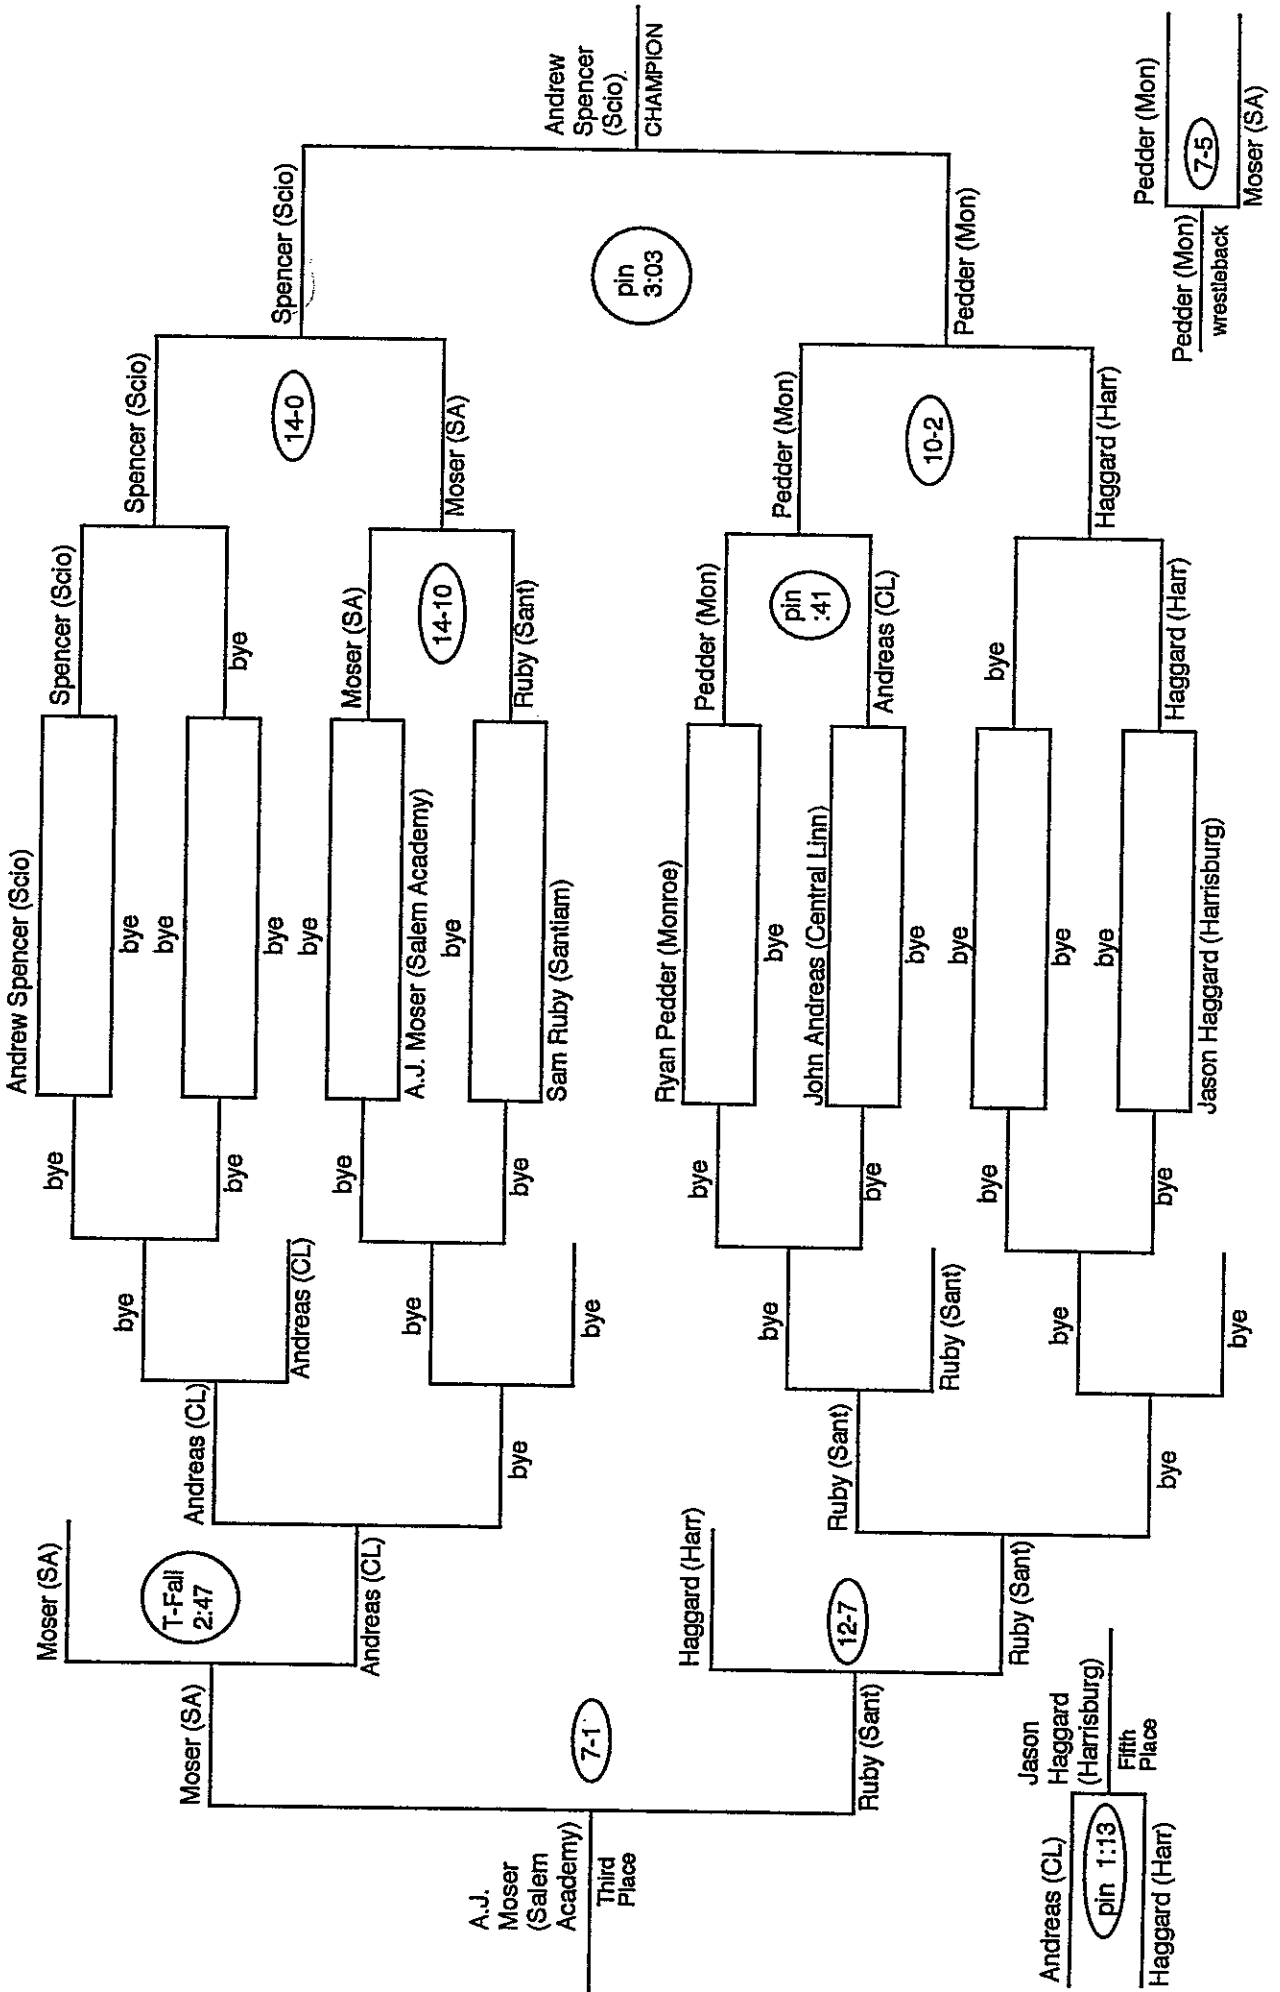 Andrew
Spencer
(Scio)
CHAMPION
Spencer (Scio)
pin
3:03
Pedder (Mon)
Spencer (Scio)
14-0
Moser (SA)
Pedder (Mon)
10-2
Haggard (Harr)
Spencer (Scio)
bye
Moser (SA)
14-10
Ruby (Sant)
Pedder (Mon)
pin
:41
Andreas (CL)
bye
Haggard (Harr)
Andrew Spencer (Scio)
bye
bye
bye
bye
A.J. Moser (Salem Academy)
bye
Sam Ruby (Santiam)
Ryan Pedder (Monroe)
bye
John Andreas (Central Linn)
bye
bye
bye
bye
Jason Haggard (Harrisburg)
bye
bye
bye
bye
bye
bye
bye
bye
bye
Andreas (CL)
bye
bye
bye
Ruby (Sant)
bye
bye
Andreas (CL)
bye
Ruby (Sant)
bye
Moser (SA)
T-Fall
2:47
Andreas (CL)
Haggard (Harr)
12-7
Ruby (Sant)
Moser (SA)
7-1
Ruby (Sant)
A.J.
Moser
(Salem
Academy)
Third
Place
Andreas (CL)
pin 1:13
Haggard (Harr)
Jason
Haggard
(Harrisburg)
Fifth
Place
Pedder (Mon)
7-5
Moser (SA)
Pedder (Mon)
wrestleback